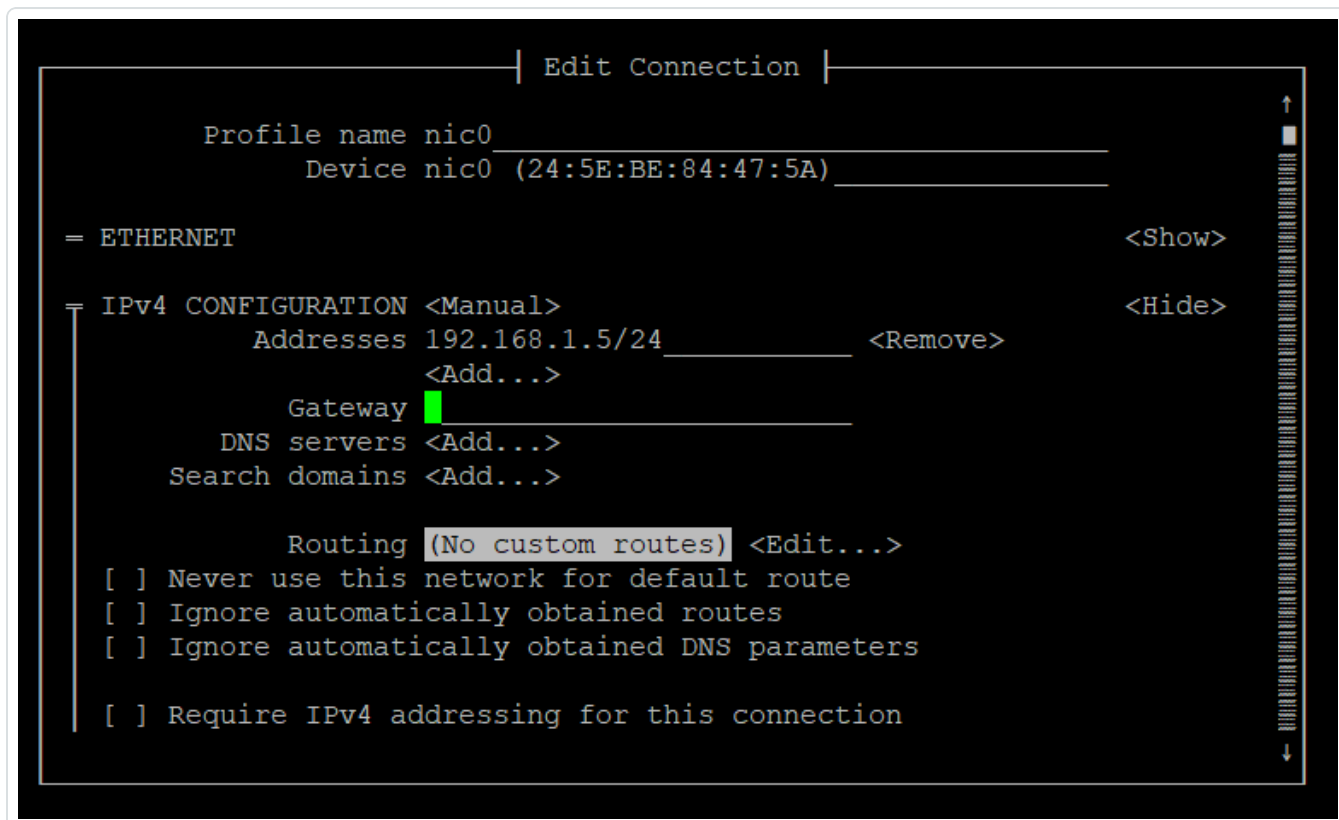 Edit Connection
Profile name nic0
Device nic0 (24:5E:BE:84:47:5A)
= ETHERNET <Show>
IPv4 CONFIGURATION <Manual> <Hide>
Addresses 192.168.1.5/24 <Remove>
<Add...>
Gateway
DNS servers <Add...>
Search domains <Add...>
Routing (No custom routes) <Edit...>
[ ] Never use this network for default route
[ ] Ignore automatically obtained routes
[ ] Ignore automatically obtained DNS parameters
[ ] Require IPv4 addressing for this connection